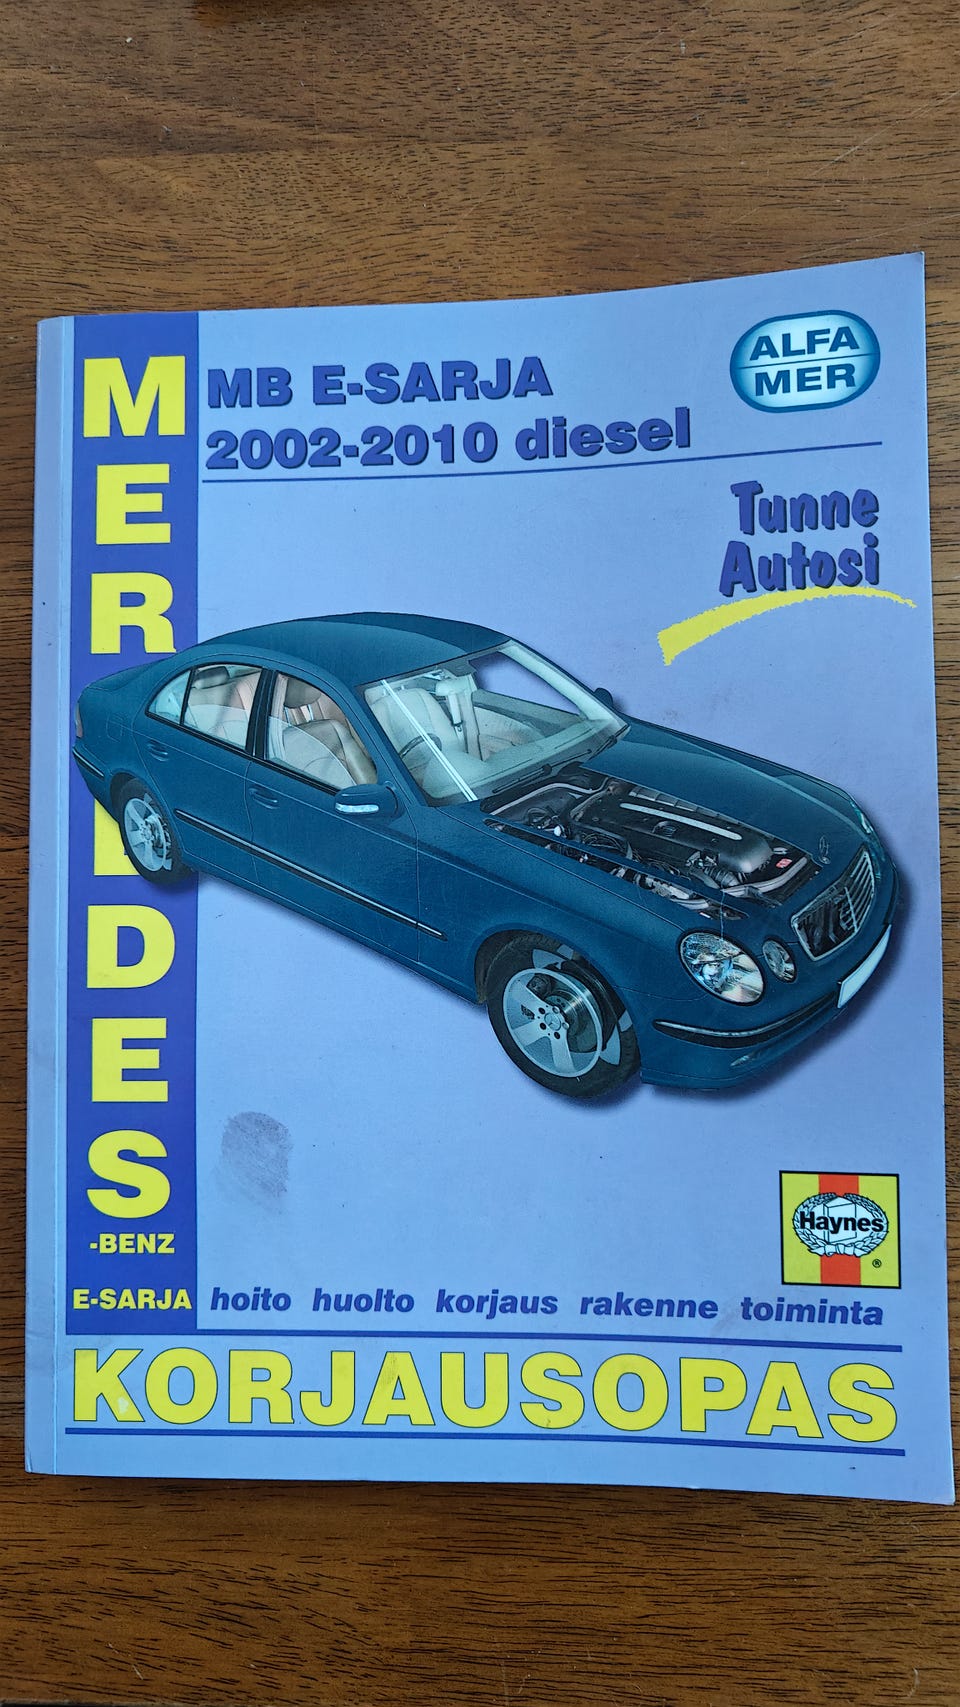 MB E-SARJA
2002-2010 diesel
ALFA
MER
Tunne
Autosi
MER DES
-BENZ
E-SARJA
Haynes
®
hoito huolto korjaus rakenne toiminta
KORJAUSOPAS